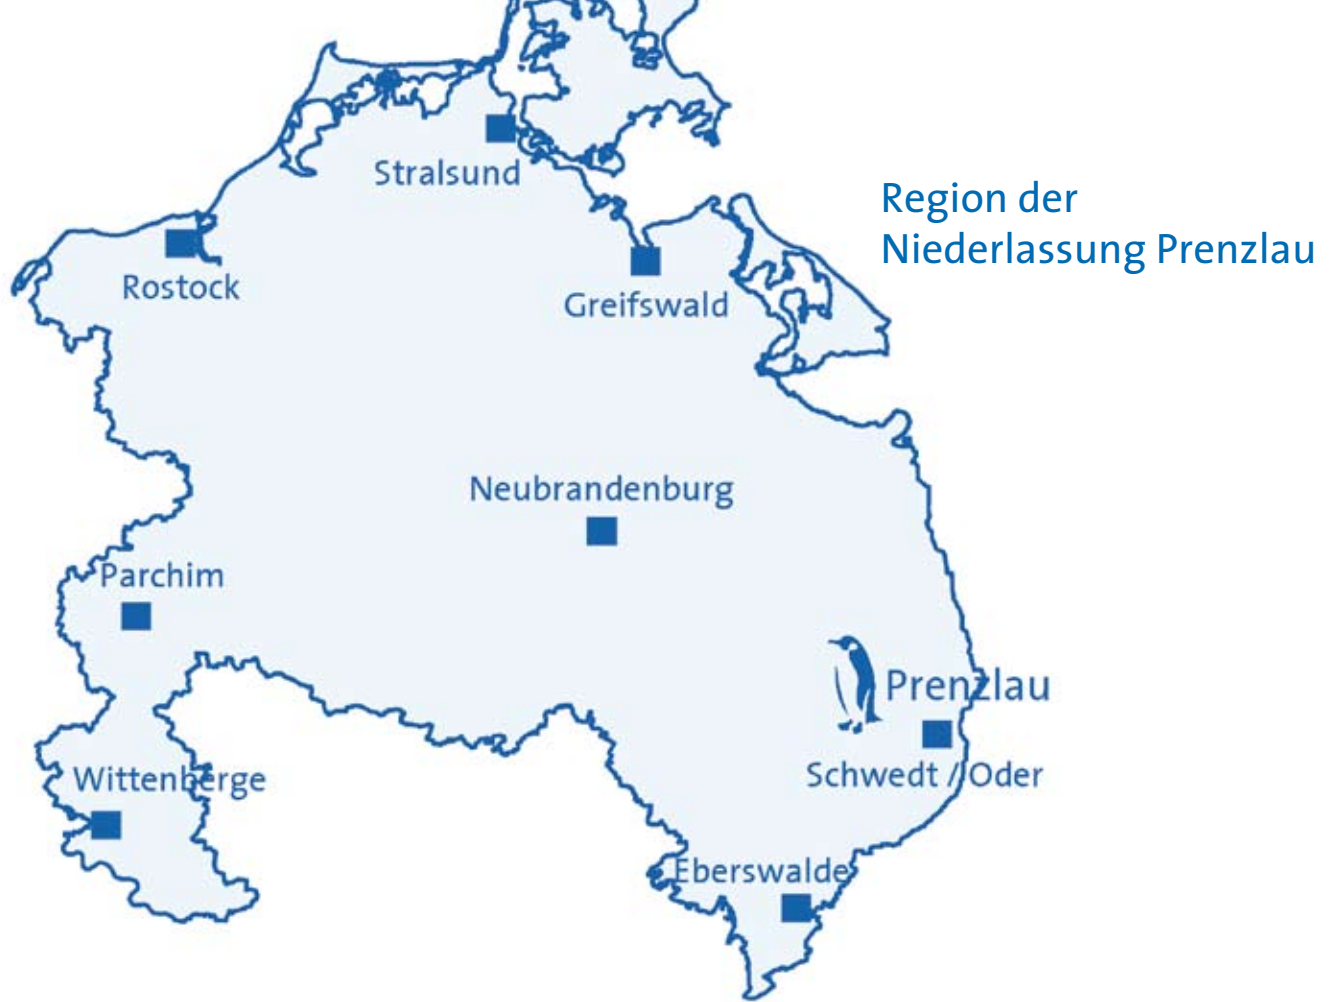 Stralsund
Region der
Niederlassung Prenzlau
Rostock
Greifswald
Neubrandenburg
Parchim
Prenzlau
Schwedt / Oder
Wittenberge
Eberswalde